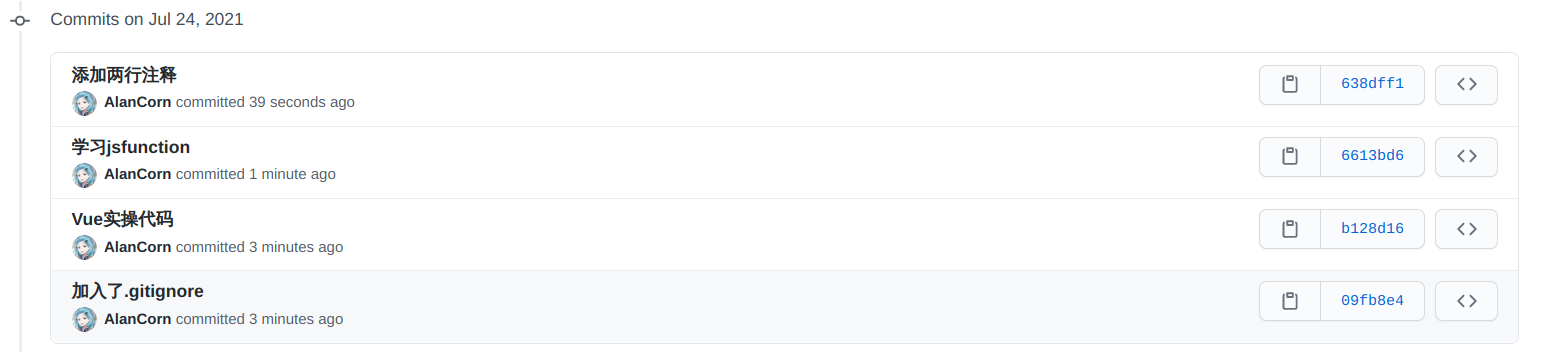 Commits on Jul 24, 2021
添加两行注释
AlanCorn committed 39 seconds ago
638dff1
学习jsfunction
AlanCorn committed 1 minute ago
6613bd6
Vue实操代码
AlanCorn committed 3 minutes ago
b128d16
加入了.gitignore
AlanCorn committed 3 minutes ago
09fb8e4